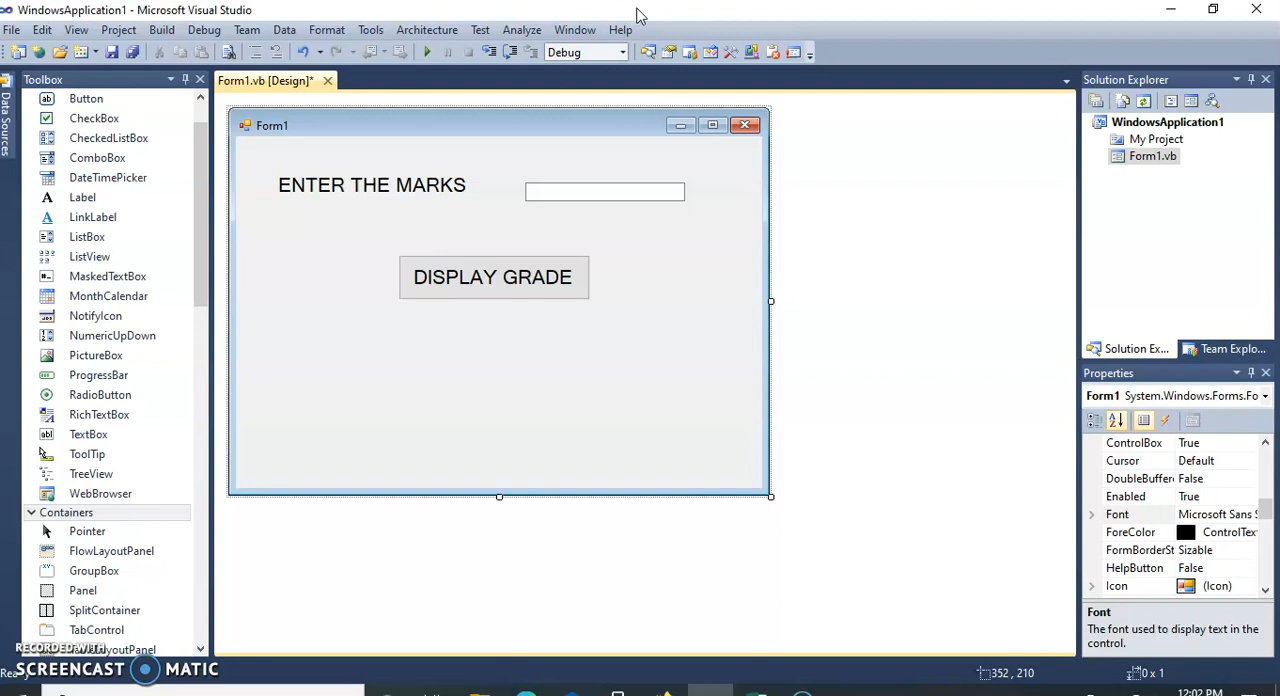 WindowsApplication1 - Microsoft Visual Studio
File Edit View Project Build Debug Team Data Format Tools Architecture Test Analyze Window Help
Debug
Data Sources
Toolbox
Button
CheckBox
CheckedListBox
ComboBox
DateTimePicker
Label
LinkLabel
ListBox
ListView
MaskedTextBox
MonthCalendar
NotifyIcon
NumericUpDown
PictureBox
ProgressBar
RadioButton
RichTextBox
TextBox
ToolTip
TreeView
WebBrowser
Containers
Pointer
FlowLayoutPanel
GroupBox
Panel
SplitContainer
TabControl
Form1.vb [Design]*
Form1
ENTER THE MARKS
DISPLAY GRADE
Solution Explorer
WindowsApplication1
My Project
Form1.vb
Solution Ex... Team Explo...
Properties
Form1 System.Windows.Forms.Fo
ControlBox True
Cursor Default
DoubleBuffere False
Enabled True
Font Microsoft Sans S
ForeColor ControlTex
FormBorderSt Sizable
HelpButton False
Icon (Icon)
Font
The font used to display text in the
control.
RECORDED WITH
SCREENCAST MATIC
352 , 210
0 x 1
12:02 PM